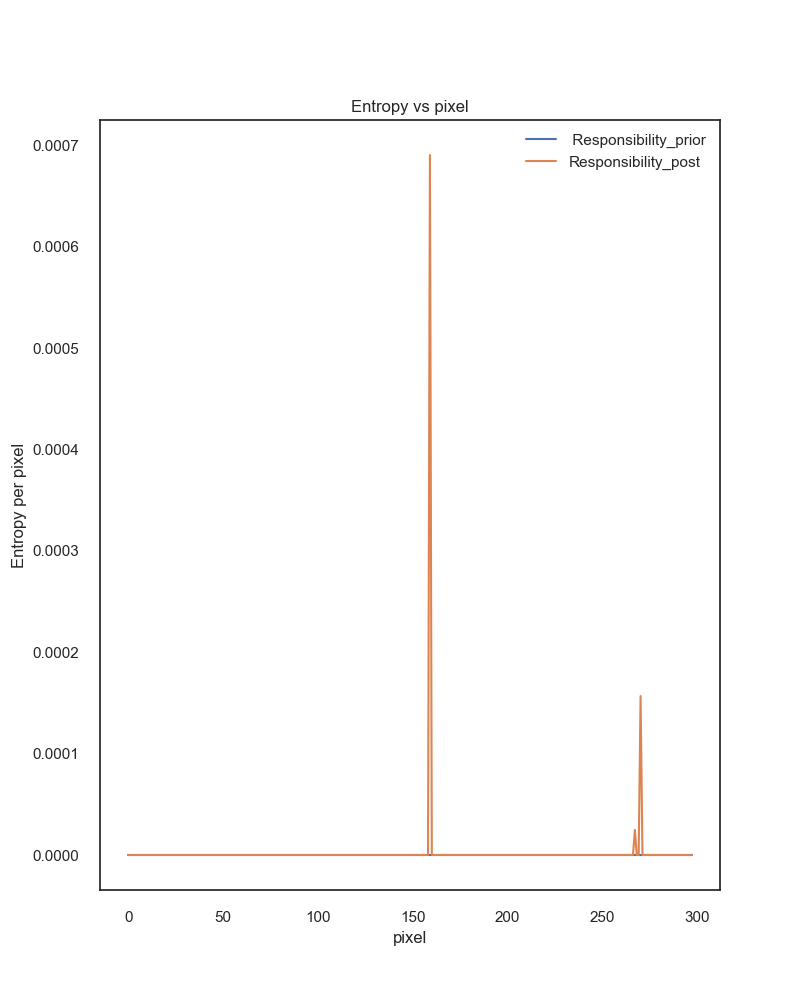 Entropy vs pixel
Responsibility_prior
Responsibility_post
0.0007
0.0006
0.0005
0.0004
0.0003
0.0002
0.0001
0.0000
Entropy per pixel
0 50 100 150 200 250 300
pixel